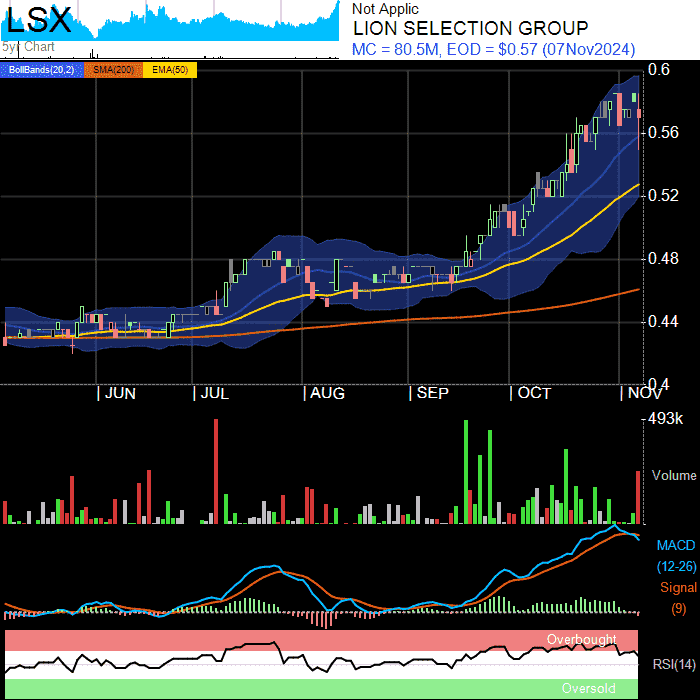 LSX
Not Applic
LION SELECTION GROUP
MC = 80.5M, EOD = $0.57 (07Nov2024)
byr Chart
BollBands(20,2) SMA(200) EMA(50)
0.6
0.56
0.52
0.48
0.44
0.4
JUN JUL AUG SEP OCT NOV
493k
Volume
MACD
(12-26)
Signal
(9)
Overbought
RSI(14)
Oversold